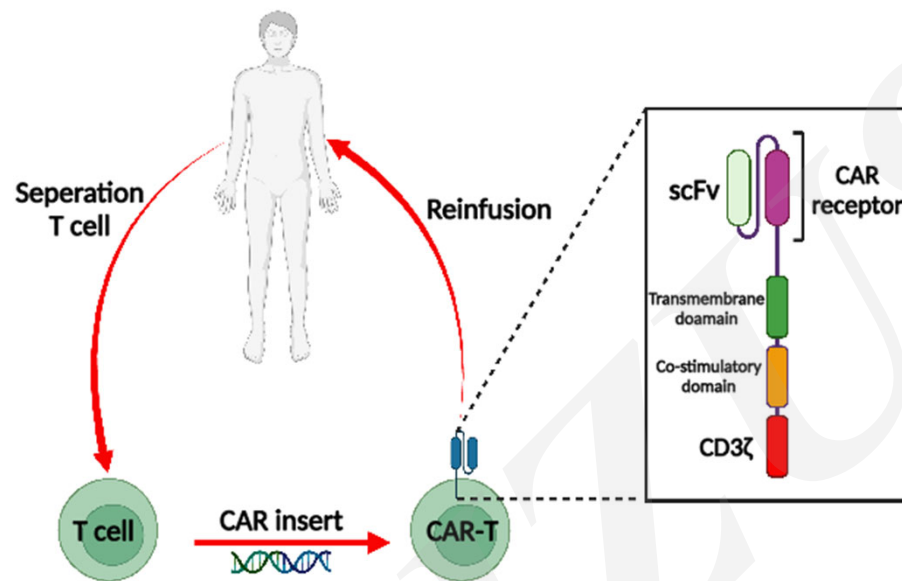 Seperation
T cell
Reinfusion
T cell
CAR insert
CAR-T
scFv
CAR
receptor
Transmembrane
doamain
Co-stimulatory
domain
CD3ζ